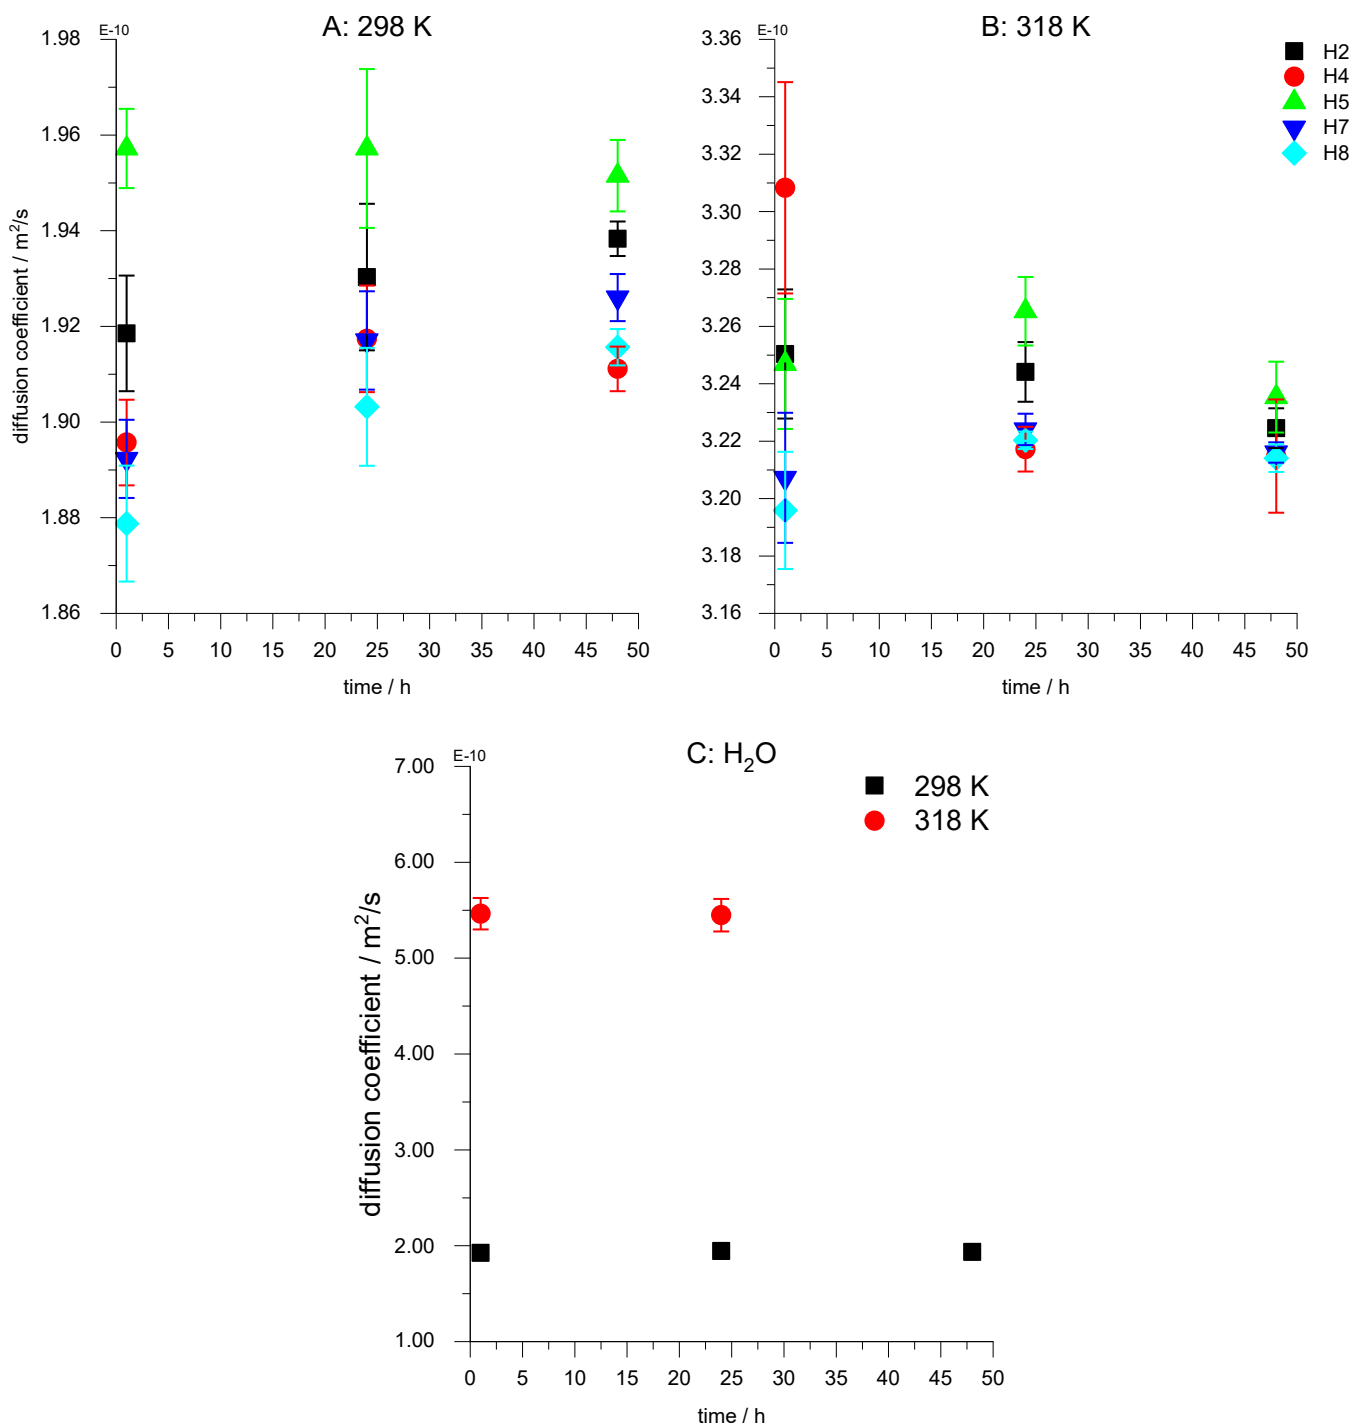 A: 298 K
E-10
1.98
1.96
1.94
1.92
1.90
1.88
1.86
diffusion coefficient / m²/s
0 5 10 15 20 25 30 35 40 45 50
time / h
B: 318 K
E-10
3.36
3.34
3.32
3.30
3.28
3.26
3.24
3.22
3.20
3.18
3.16
0 5 10 15 20 25 30 35 40 45 50
time / h
H2
H4
H5
H7
H8
C: H₂O
E-10
7.00
6.00
5.00
4.00
3.00
2.00
1.00
diffusion coefficient / m²/s
298 K
318 K
0 5 10 15 20 25 30 35 40 45 50
time / h